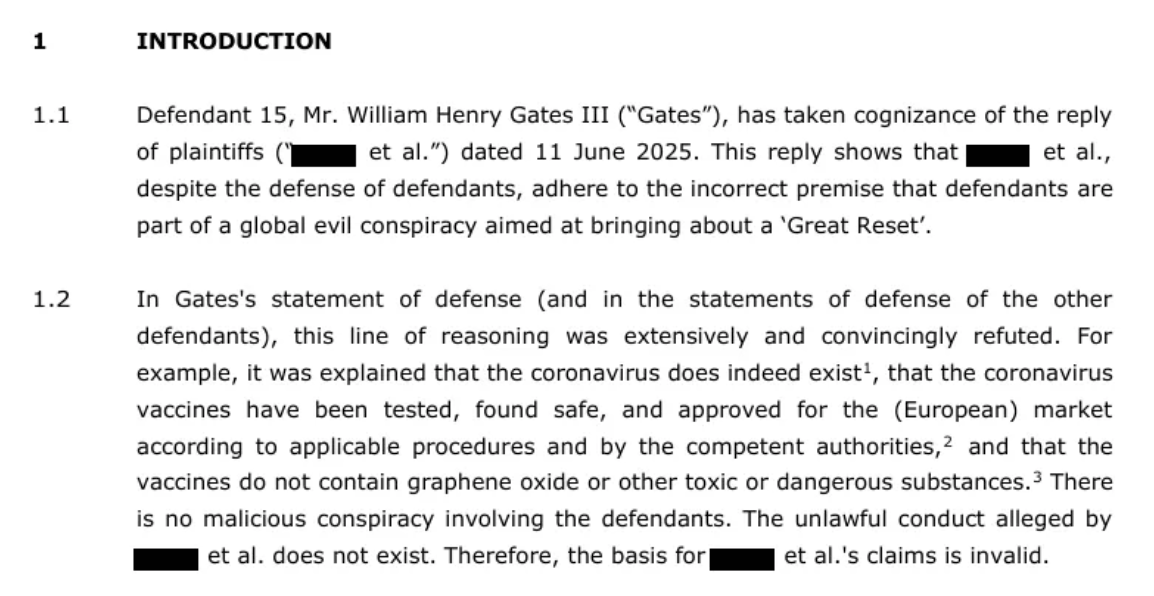 1 INTRODUCTION
1.1 Defendant 15, Mr. William Henry Gates III (“Gates”), has taken cognizance of the reply
of plaintiffs (“ et al.”) dated 11 June 2025. This reply shows that et al.,
despite the defense of defendants, adhere to the incorrect premise that defendants are
part of a global evil conspiracy aimed at bringing about a ‘Great Reset’.
1.2 In Gates's statement of defense (and in the statements of defense of the other
defendants), this line of reasoning was extensively and convincingly refuted. For
example, it was explained that the coronavirus does indeed exist¹, that the coronavirus
vaccines have been tested, found safe, and approved for the (European) market
according to applicable procedures and by the competent authorities,² and that the
vaccines do not contain graphene oxide or other toxic or dangerous substances.³ There
is no malicious conspiracy involving the defendants. The unlawful conduct alleged by
et al. does not exist. Therefore, the basis for et al.'s claims is invalid.